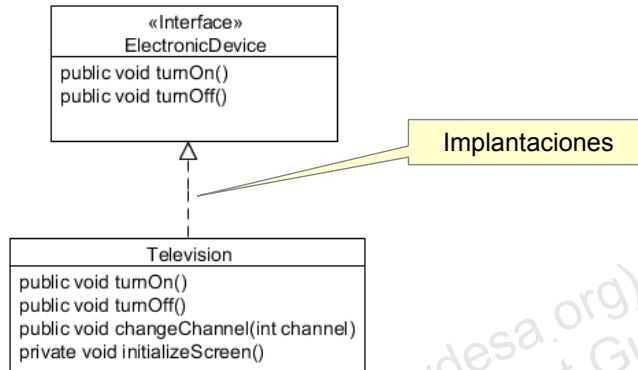 «Interface»
ElectronicDevice
public void turnOn()
public void turnOff()
Implantaciones
Television
public void turnOn()
public void turnOff()
public void changeChannel(int channel)
private void initializeScreen()